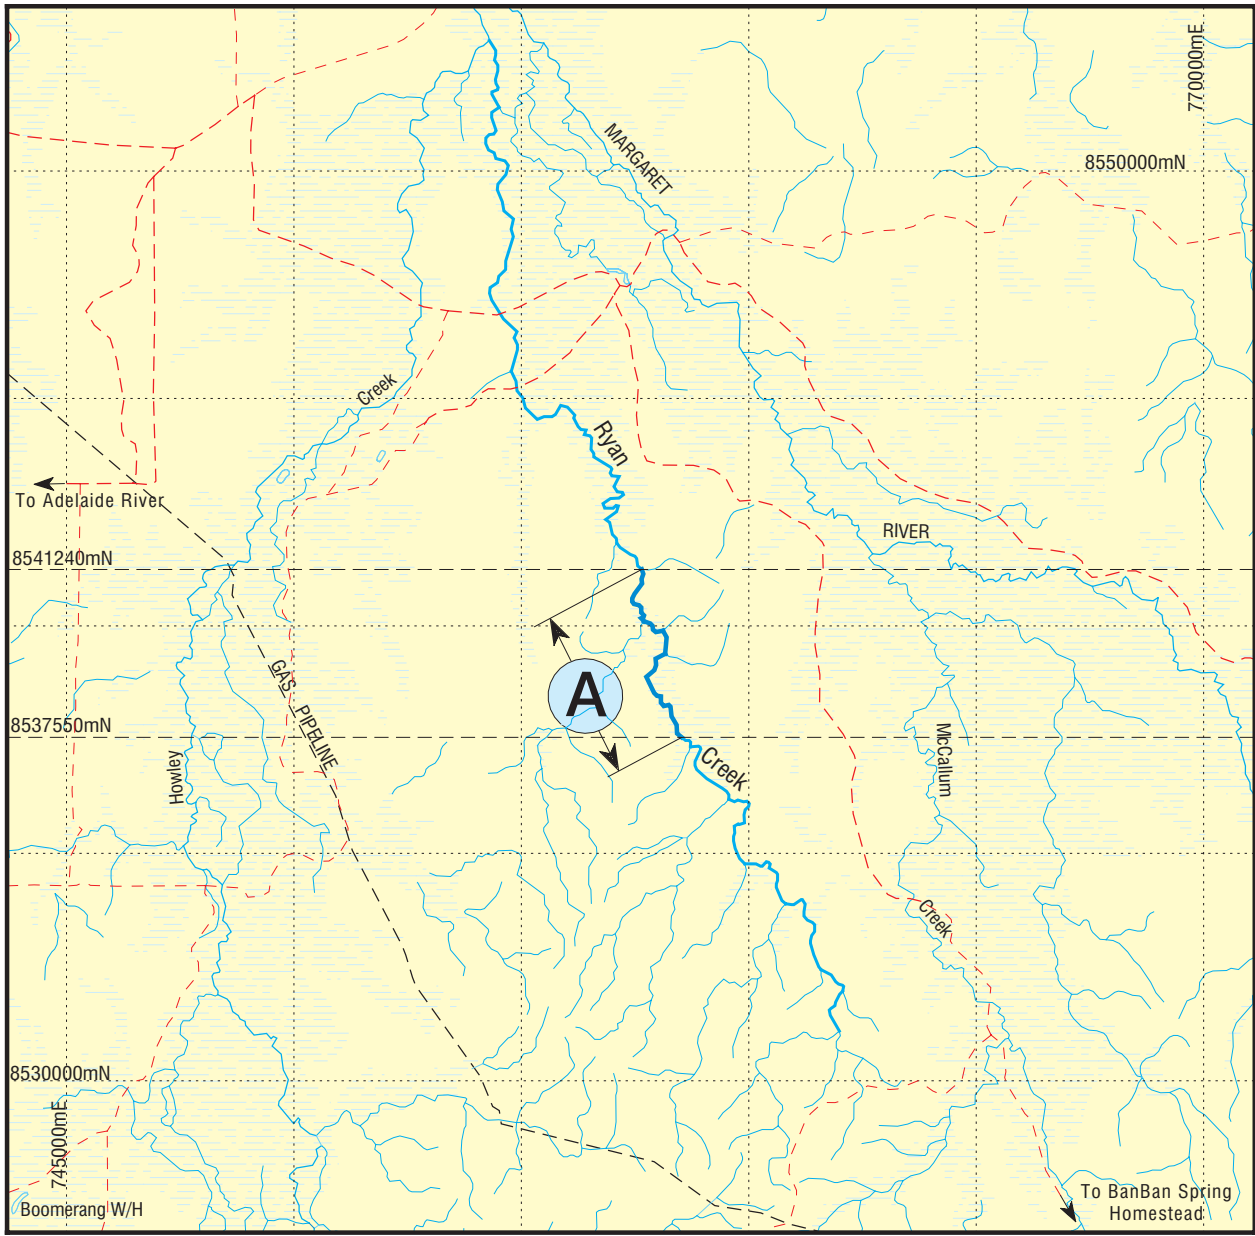 770000mE
MARGARET
8550000mN
Creek
Ryan
To Adelaide River
RIVER
8541240mN
GAS PIPELINE
A
8537550mN
Howley
Creek
McCallum
Creek
8530000mN
745000mE
Boomerang W/H
To BanBan Spring
Homestead